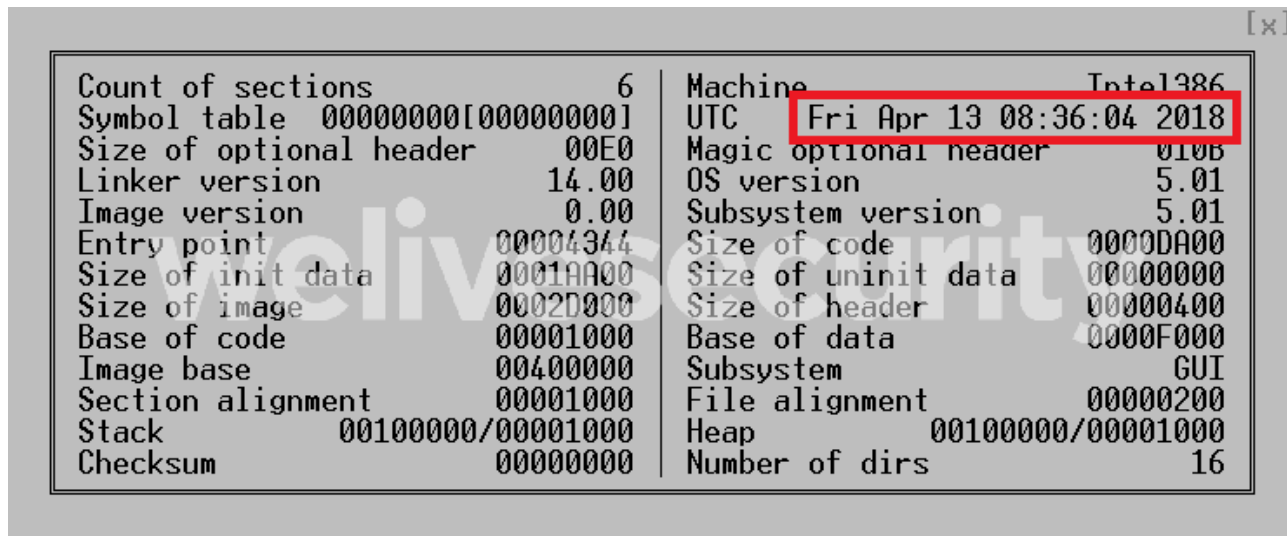 [x]
Count of sections 6 | Machine Intel386
Symbol table 00000000[00000000] | UTC Fri Apr 13 08:36:04 2018
Size of optional header 00E0 | Magic optional header 010B
Linker version 14.00 | OS version 5.01
Image version 0.00 | Subsystem version 5.01
Entry point 00004344 | Size of code 0000DA00
Size of init data 0001AA00 | Size of uninit data 00000000
Size of image 0002D000 | Size of header 00000400
Base of code 00001000 | Base of data 0000F000
Image base 00400000 | Subsystem GUI
Section alignment 00001000 | File alignment 00000200
Stack 00100000/00001000 | Heap 00100000/00001000
Checksum 00000000 | Number of dirs 16
welivesecurity